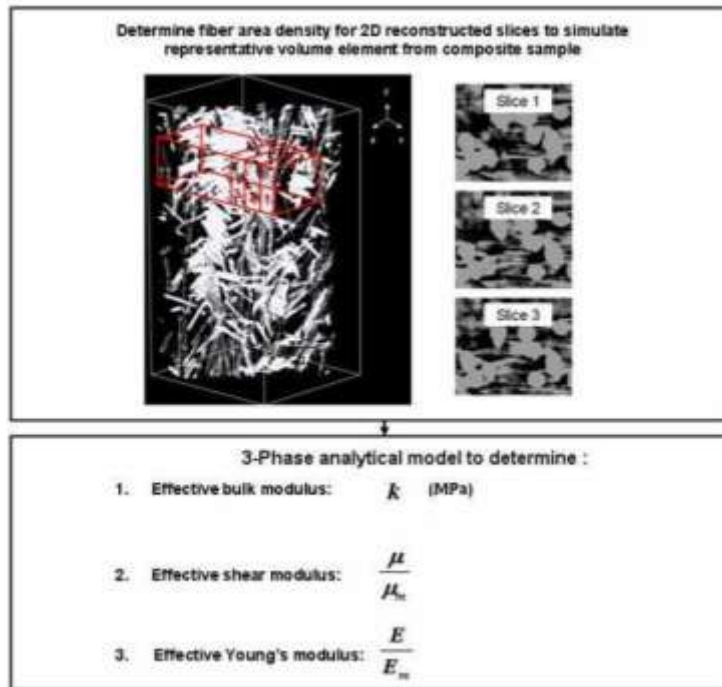 Determine fiber area density for 2D reconstructed slices to simulate
representative volume element from composite sample
Slice 1
Slice 2
Slice 3
3-Phase analytical model to determine :
1. Effective bulk modulus: k (MPa)
2. Effective shear modulus: μ / μm
3. Effective Young's modulus: E / Em